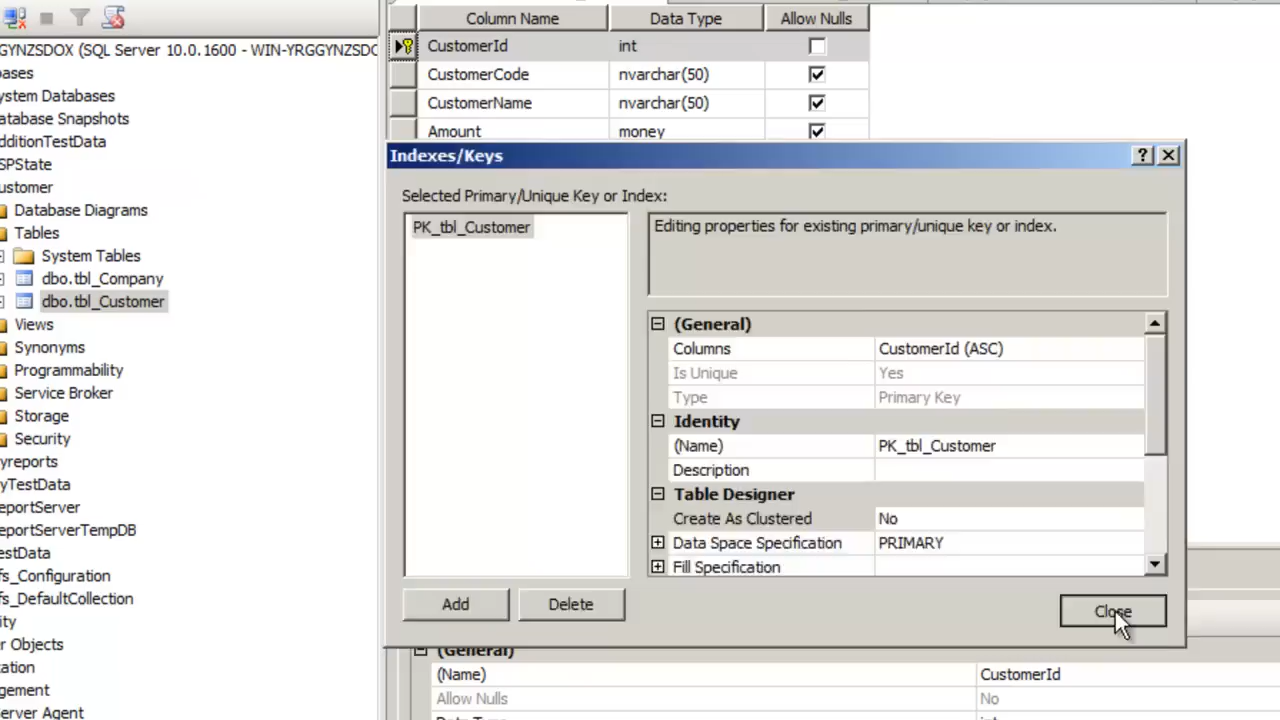 GYNZSDOX (SQL Server 10.0.1600 - WIN-YRGGYNZSDC
bases
ystem Databases
atabase Snapshots
dditionTestData
SPState
ustomer
Database Diagrams
Tables
System Tables
dbo.tbl_Company
dbo.tbl_Customer
Views
Synonyms
Programmability
Service Broker
Storage
Security
yreports
yTestData
eportServer
eportServerTempDB
estData
fs_Configuration
fs_DefaultCollection
ity
r Objects
ation
gement
erver Agent
Column Name Data Type Allow Nulls
CustomerId int
CustomerCode nvarchar(50)
CustomerName nvarchar(50)
Amount money
Indexes/Keys
Selected Primary/Unique Key or Index:
PK_tbl_Customer
Editing properties for existing primary/unique key or index.
(General)
Columns CustomerId (ASC)
Is Unique Yes
Type Primary Key
Identity
(Name) PK_tbl_Customer
Description
Table Designer
Create As Clustered No
Data Space Specification PRIMARY
Fill Specification
Add Delete Close
(General)
(Name) CustomerId
Allow Nulls No
Data Type int